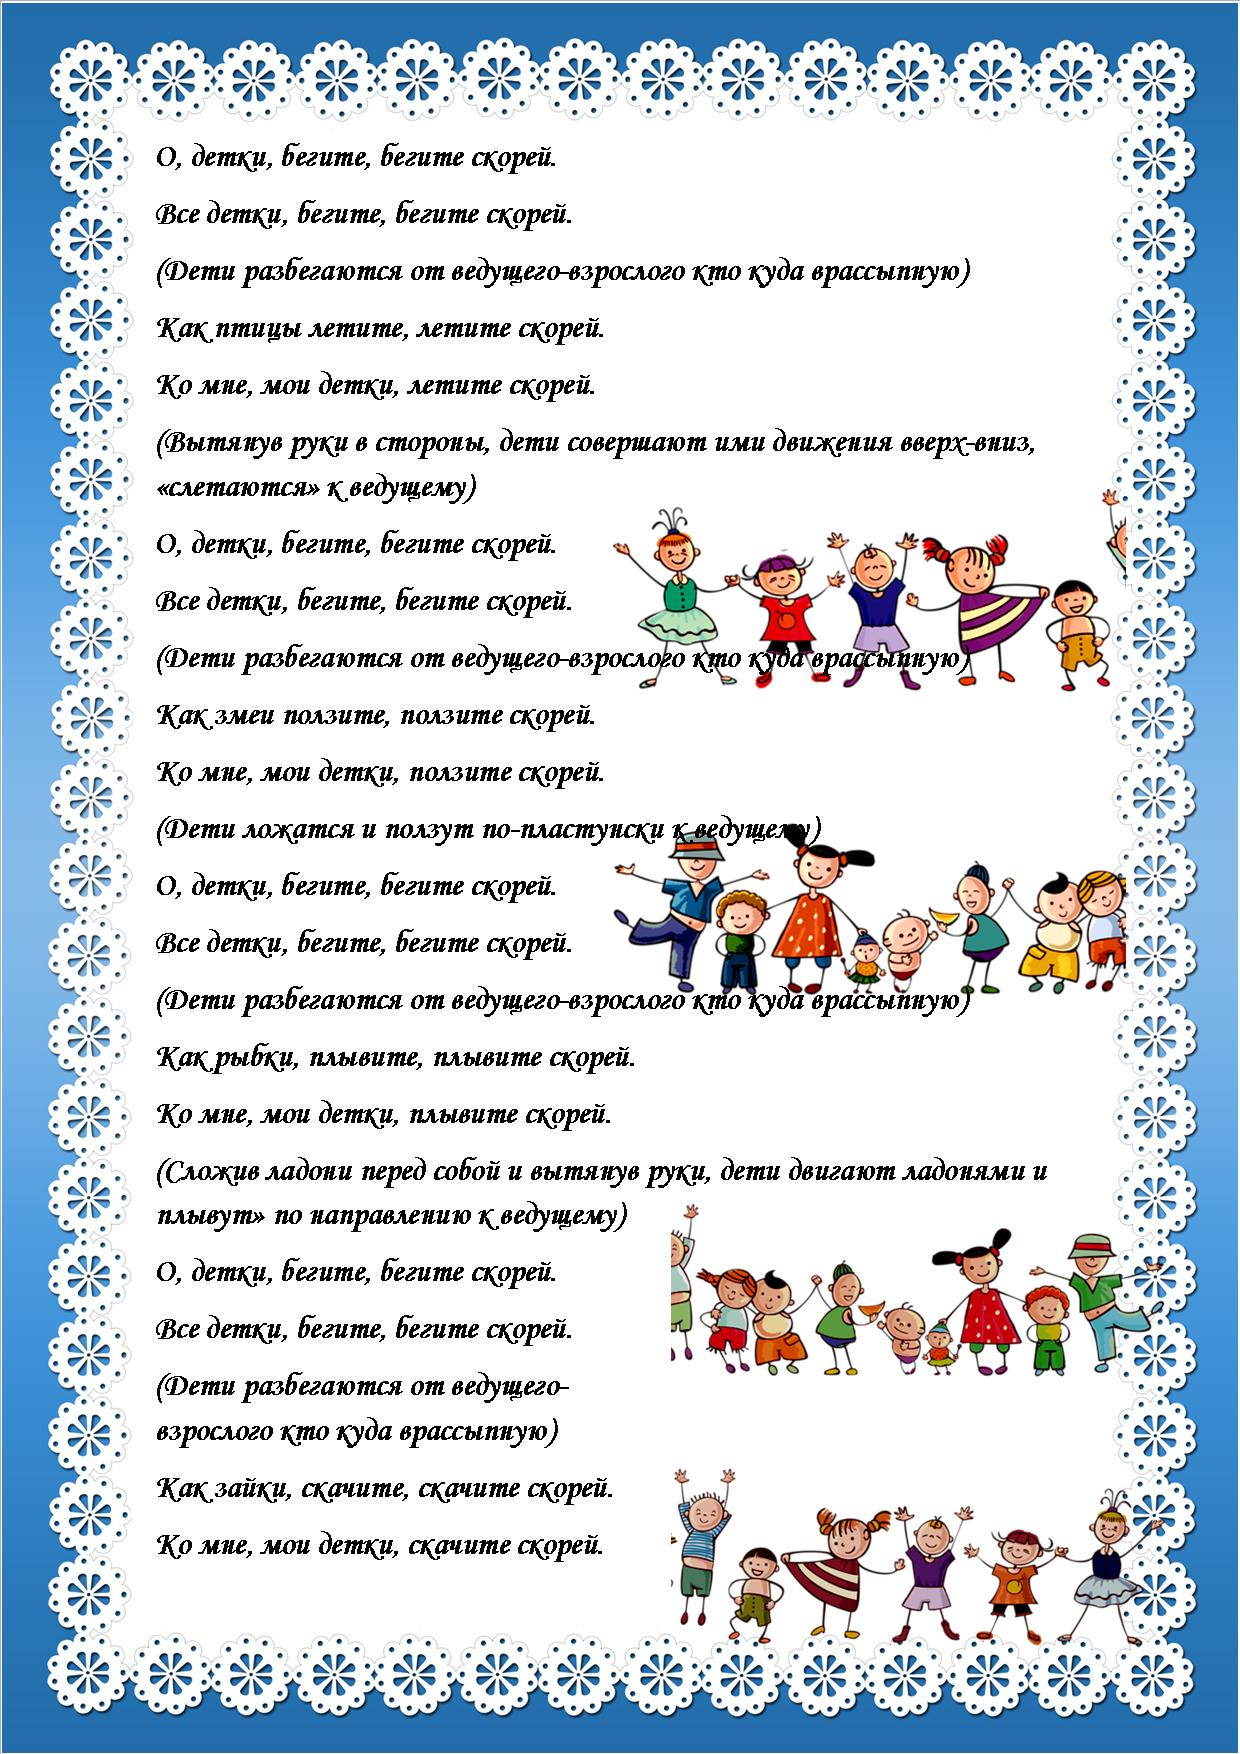 О, детки, бегите, бегите скорей.
Все детки, бегите, бегите скорей.
(Дети разбегаются от ведущего-взрослого кто куда врассыпную)
Как птицы летите, летите скорей.
Ко мне, мои детки, летите скорей.
(Вытянув руки в стороны, дети совершают ими движения вверх-вниз,
«слетаются» к ведущему)
О, детки, бегите, бегите скорей.
Все детки, бегите, бегите скорей.
(Дети разбегаются от ведущего-взрослого кто куда врассыпную)
Как змеи ползите, ползите скорей.
Ко мне, мои детки, ползите скорей.
(Дети ложатся и ползут по-пластунски к ведущему)
О, детки, бегите, бегите скорей.
Все детки, бегите, бегите скорей.
(Дети разбегаются от ведущего-взрослого кто куда врассыпную)
Как рыбки, плывите, плывите скорей.
Ко мне, мои детки, плывите скорей.
(Сложив ладони перед собой и вытянув руки, дети двигают ладонями и
плывут» по направлению к ведущему)
О, детки, бегите, бегите скорей.
Все детки, бегите, бегите скорей.
(Дети разбегаются от ведущего-
взрослого кто куда врассыпную)
Как зайки, скачите, скачите скорей.
Ко мне, мои детки, скачите скорей.